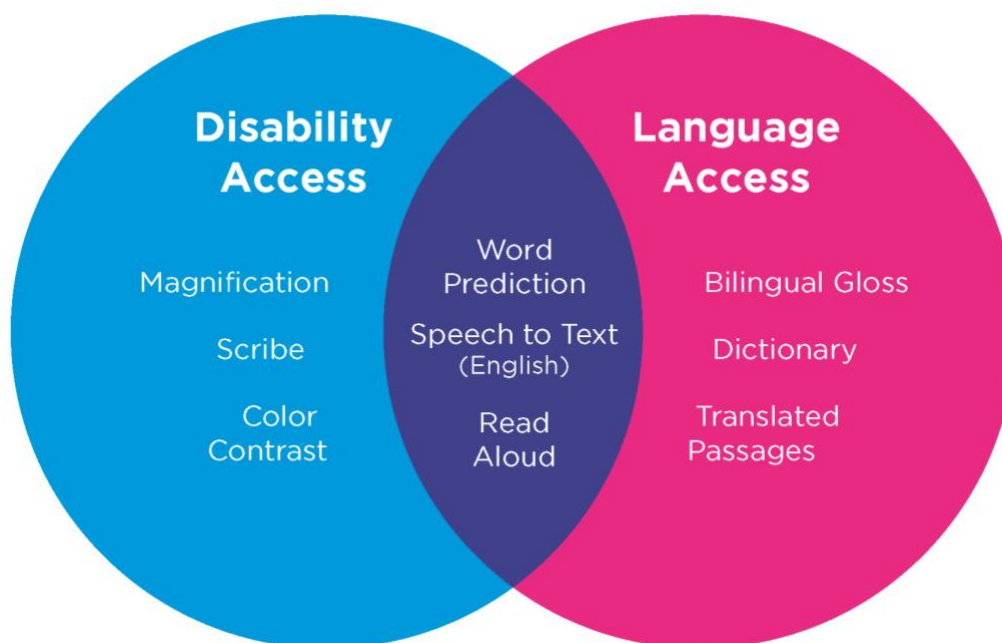 Disability
Access
Magnification
Scribe
Color
Contrast
Word
Prediction
Speech to Text
(English)
Read
Aloud
Language
Access
Bilingual Gloss
Dictionary
Translated
Passages